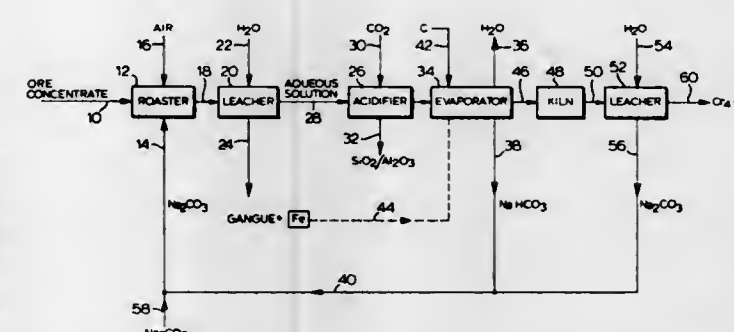 AIR
H₂O
CO₂
C
H₂O
H₂O
16
22
30
42
36
54
12
18
20
26
34
46
48
50
52
60
ORE
CONCENTRATE
ROASTER
LEACHER
AQUEOUS
SOLUTION
ACIDIFIER
EVAPORATOR
KILN
LEACHER
10
28
14
24
32
38
56
SiO₂/Al₂O₃
Na₂CO₃
GANGUE+ Fe
44
NaHCO₃
Na₂CO₃
40
58